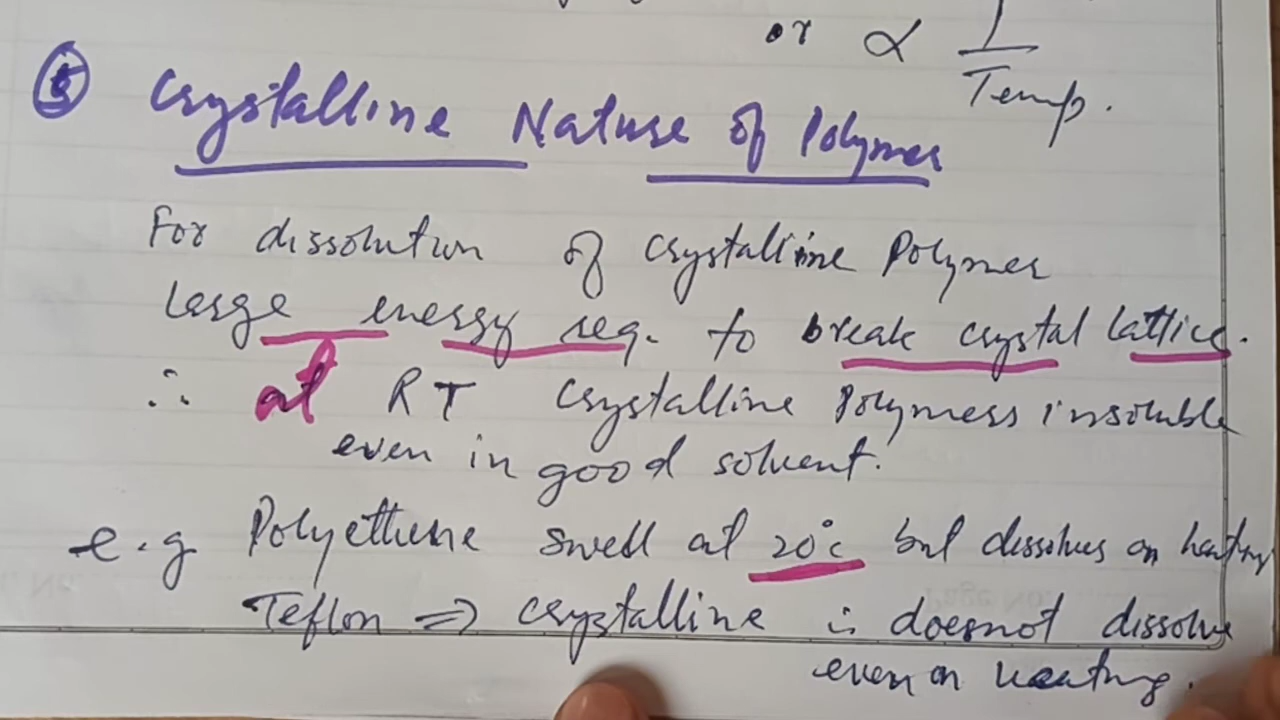 or ∝ 1/Temp.
⑤ Crystalline Nature of Polymer
For dissolution of Crystalline Polymer
Large energy req. to break crystal lattice.
∴ at RT Crystalline Polymers insoluble
even in good solvent.
e.g Polyethene swell at 20°c but dissolves on heating
Teflon ⇒ Crystalline ∴ doesnot dissolve
even on heating.